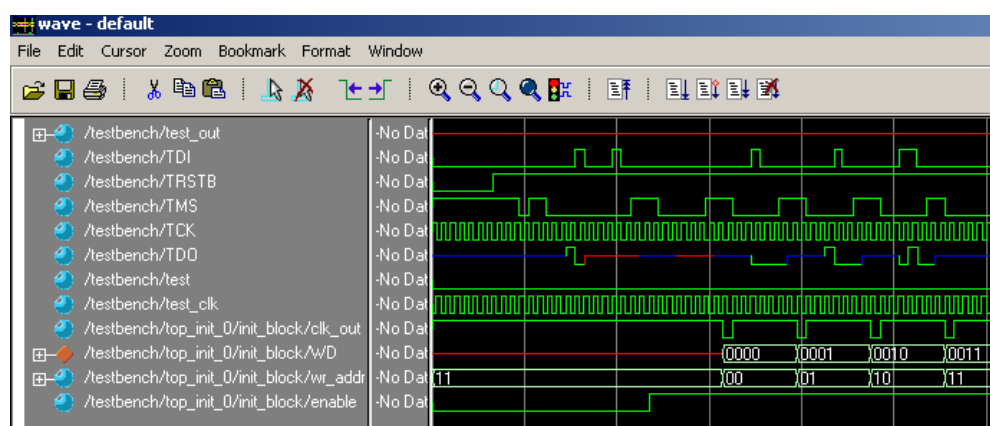 wave - default
File Edit Cursor Zoom Bookmark Format Window
/testbench/test_out -No Dat
/testbench/TDI -No Dat
/testbench/TRSTB -No Dat
/testbench/TMS -No Dat
/testbench/TCK -No Dat
/testbench/TDO -No Dat
/testbench/test -No Dat
/testbench/test_clk -No Dat
/testbench/top_init_0/init_block/clk_out -No Dat
/testbench/top_init_0/init_block/WD -No Dat 0000 0001 0010 0011
/testbench/top_init_0/init_block/wr_addr -No Dat 11 00 01 10 11
/testbench/top_init_0/init_block/enable -No Dat